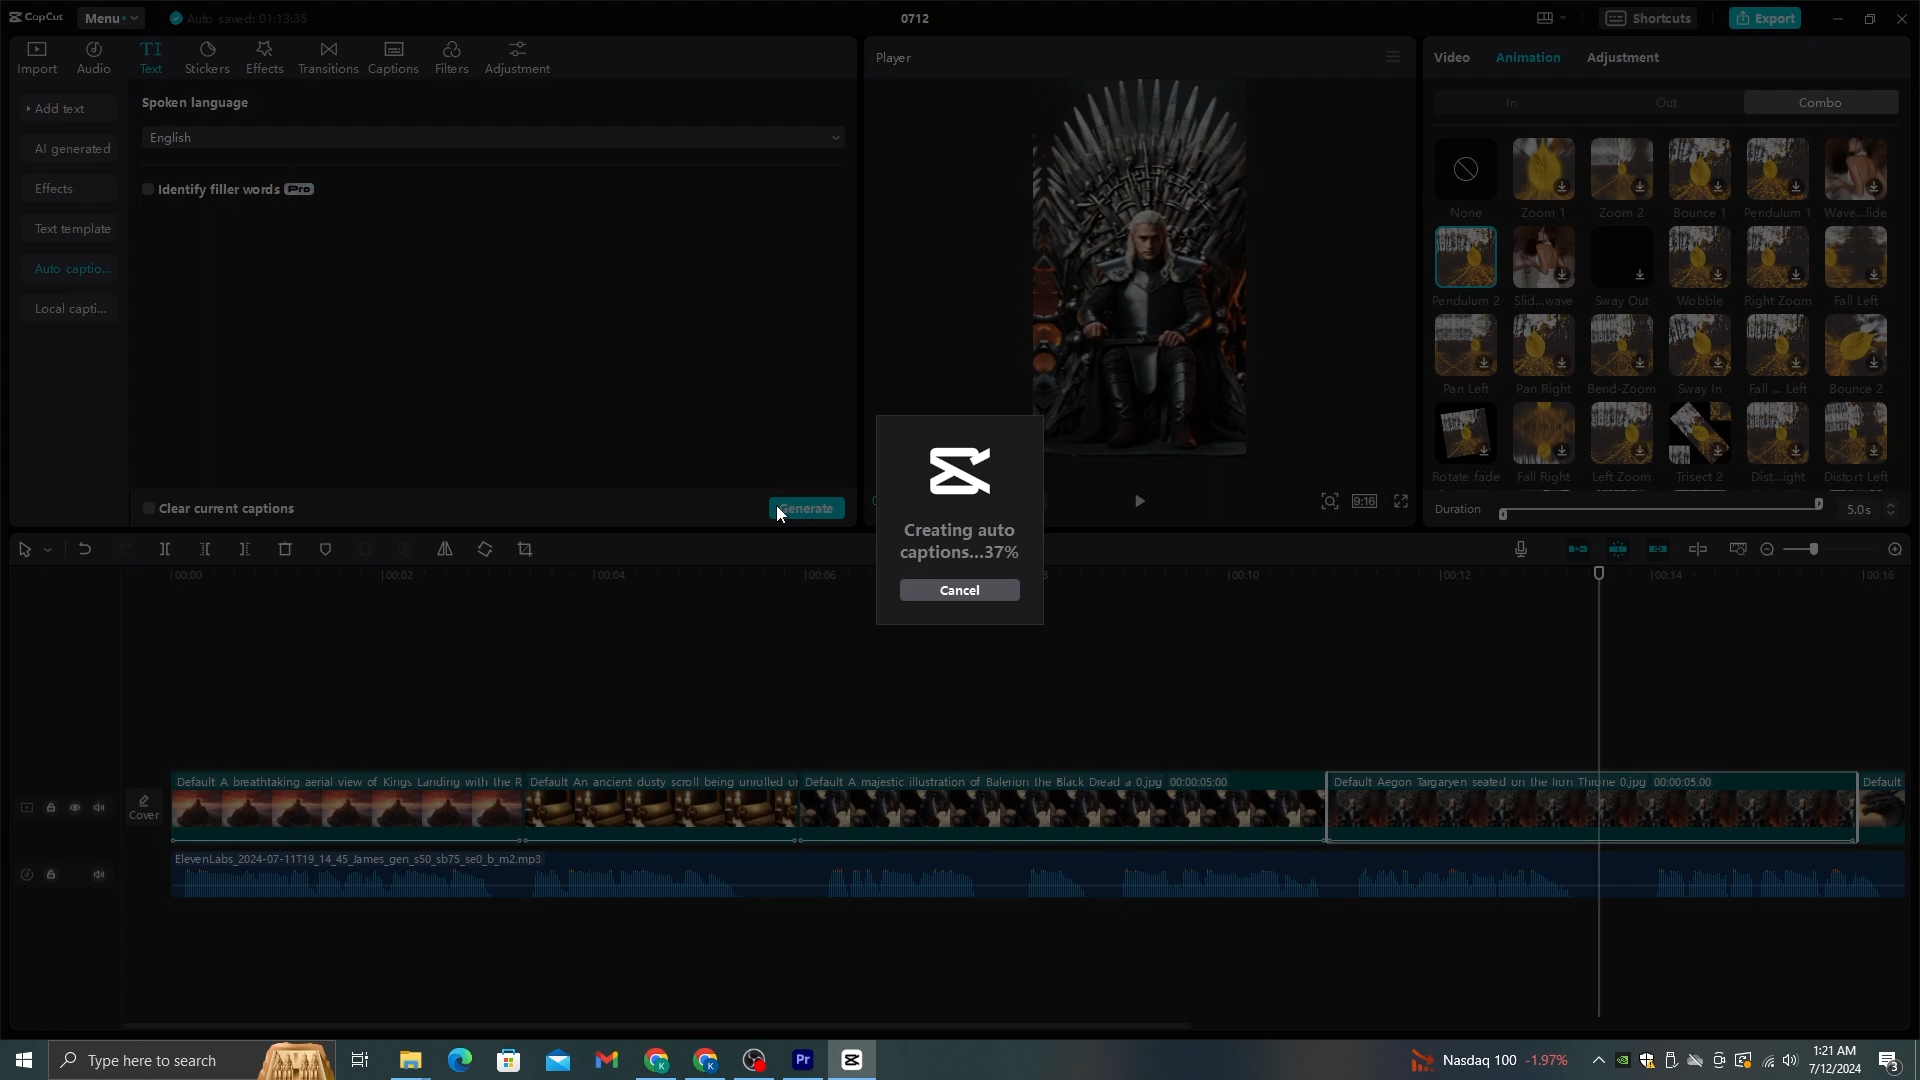 CapCut
Menu
Auto saved: 01:13:35
0712
Shortcuts
Export
Import
Audio
TI
Text
Stickers
Effects
Transitions
Captions
Filters
Adjustment
Add text
AI generated
Effects
Text template
Auto captio...
Local capti...
Spoken language
English
Identify filler words Pro
Clear current captions
Generate
Player
9:16
Video
Animation
Adjustment
In
Out
Combo
None
Zoom 1
Zoom 2
Bounce 1
Pendulum 1
Wave...lide
Pendulum 2
Slid...wave
Sway Out
Wobble
Right Zoom
Fall Left
Pan Left
Pan Right
Bend-Zoom
Sway In
Fall ... Left
Bounce 2
Rotate fade
Fall Right
Left Zoom
Trisect 2
Dist...ight
Distort Left
Duration
5.0s
Creating auto
captions...37%
Cancel
00:00
00:02
00:04
00:06
00:10
00:12
00:14
00:16
Cover
Default A breathtaking aerial view of Kings Landing with the R
Default An ancient dusty scroll being unrolled or
Default A majestic illustration of Balerion the Black Dread a 0.jpg 00:00:05:00
Default Aegon Targaryen seated on the Iron Throne 0.jpg 00:00:05:00
Default
ElevenLabs_2024-07-11T19_14_45_James_gen_s50_sb75_se0_b_m2.mp3
Type here to search
Pr
Nasdaq 100 -1.97%
1:21 AM
7/12/2024
3